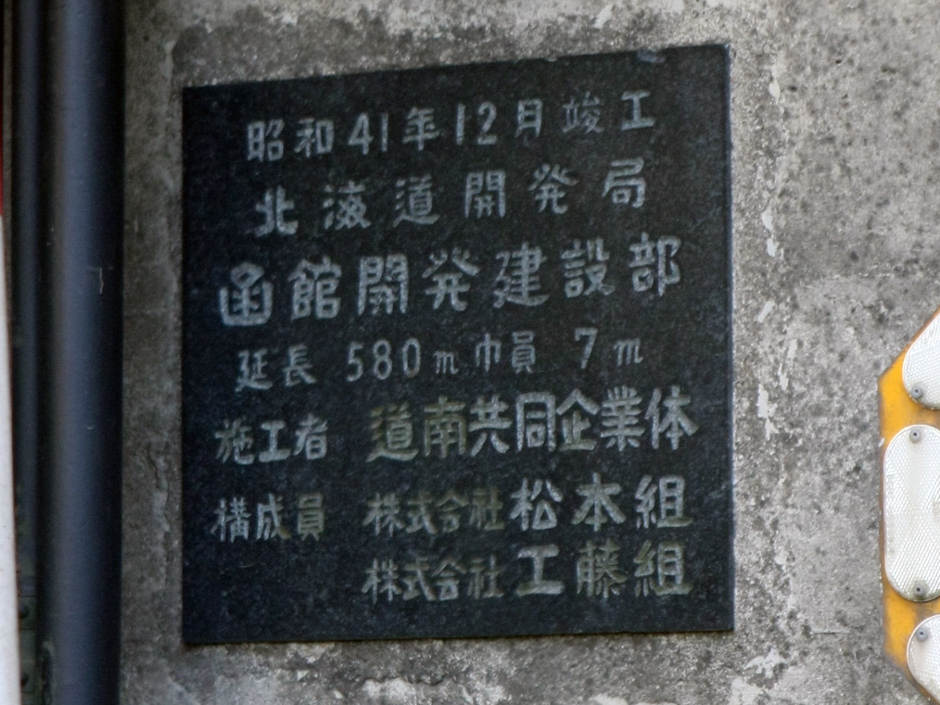 昭和41年12月竣工
北海道開発局
函館開発建設部
延長 580m 巾員 7m
施工者 道南共同企業体
構成員 株式会社松本組
株式会社工藤組